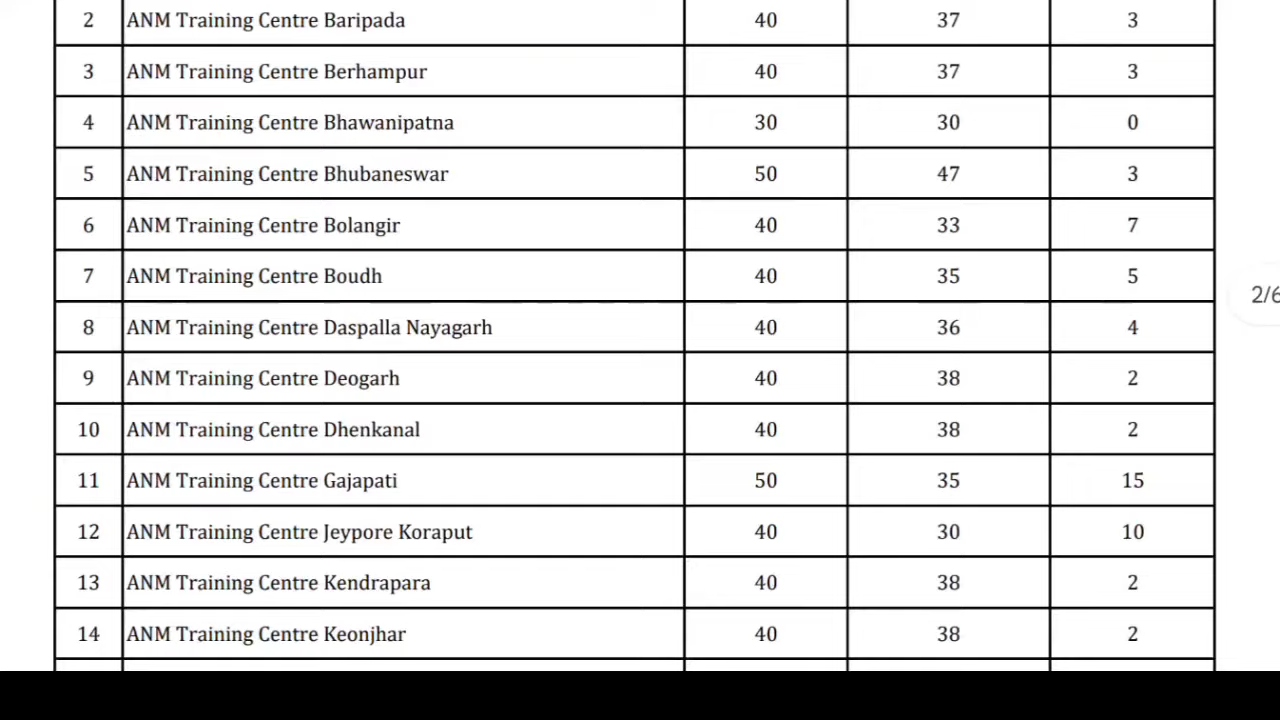 2 ANM Training Centre Baripada 40 37 3
3 ANM Training Centre Berhampur 40 37 3
4 ANM Training Centre Bhawanipatna 30 30 0
5 ANM Training Centre Bhubaneswar 50 47 3
6 ANM Training Centre Bolangir 40 33 7
7 ANM Training Centre Boudh 40 35 5
2/6
8 ANM Training Centre Daspalla Nayagarh 40 36 4
9 ANM Training Centre Deogarh 40 38 2
10 ANM Training Centre Dhenkanal 40 38 2
11 ANM Training Centre Gajapati 50 35 15
12 ANM Training Centre Jeypore Koraput 40 30 10
13 ANM Training Centre Kendrapara 40 38 2
14 ANM Training Centre Keonjhar 40 38 2